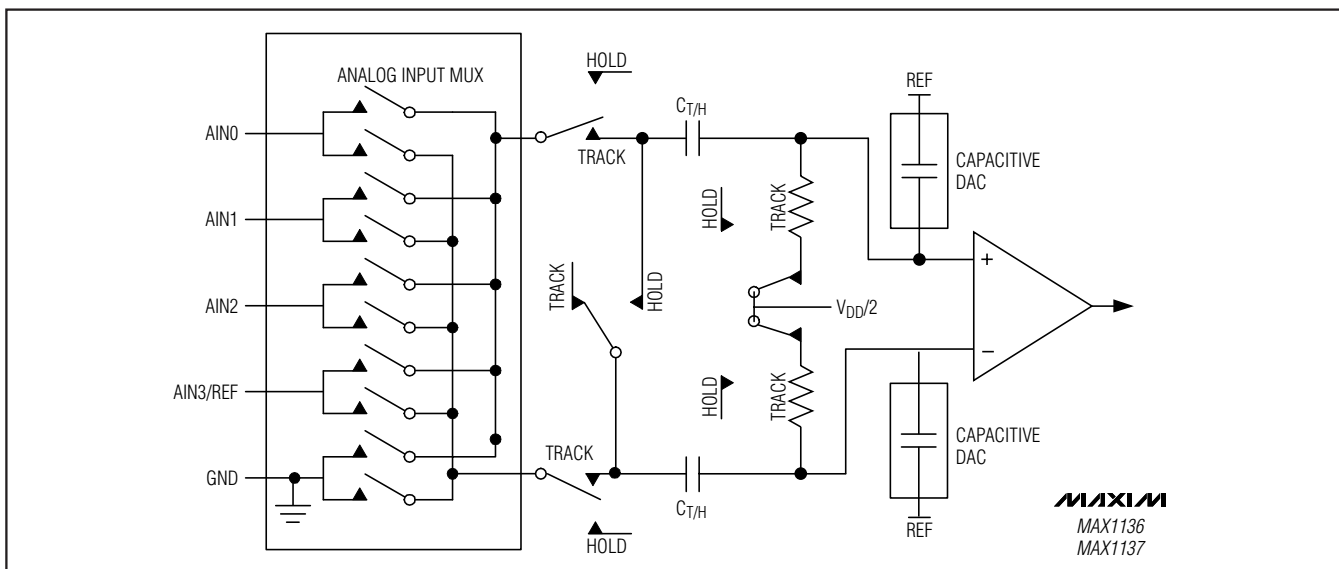 ANALOG INPUT MUX
AIN0
AIN1
AIN2
AIN3/REF
GND
HOLD
TRACK
C_T/H
TRACK
HOLD
HOLD
TRACK
V_DD/2
HOLD
TRACK
TRACK
HOLD
C_T/H
REF
CAPACITIVE
DAC
+
−
CAPACITIVE
DAC
REF
MAXIM
MAX1136
MAX1137